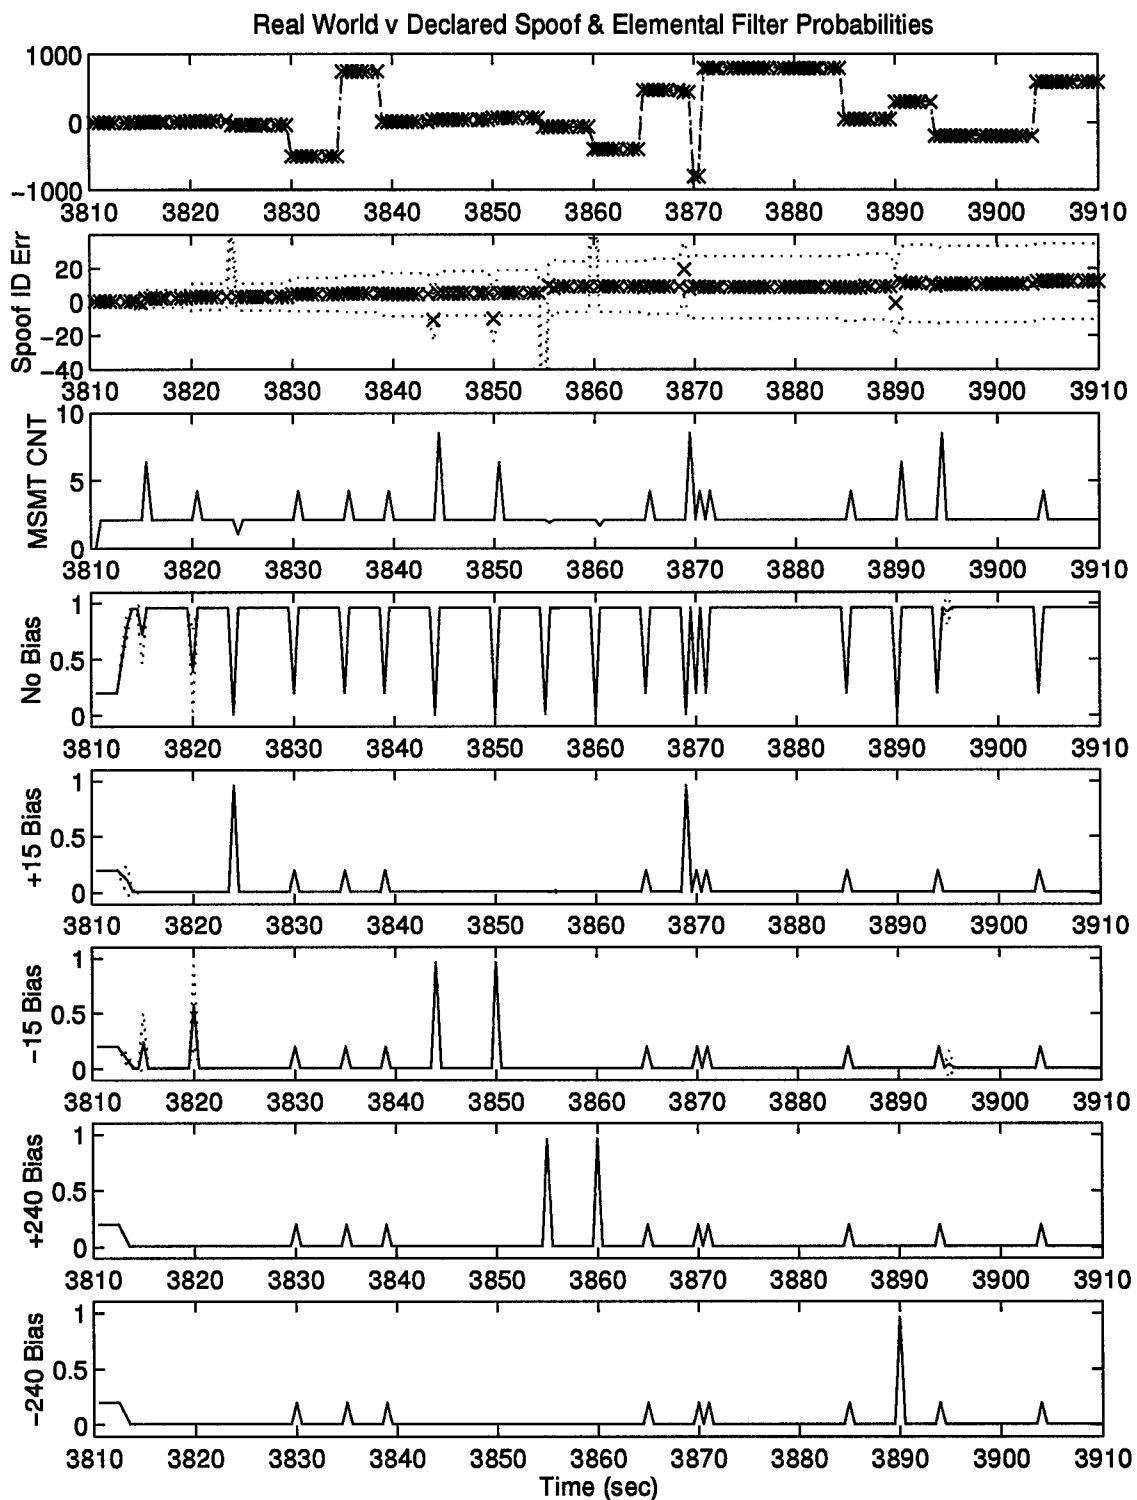 Real World v Declared Spoof & Elemental Filter Probabilities
1000
0
−1000
3810 3820 3830 3840 3850 3860 3870 3880 3890 3900 3910
Spoof ID Err
20
0
−20
−40
3810 3820 3830 3840 3850 3860 3870 3880 3890 3900 3910
MSMT CNT
10
5
0
3810 3820 3830 3840 3850 3860 3870 3880 3890 3900 3910
No Bias
1
0.5
0
3810 3820 3830 3840 3850 3860 3870 3880 3890 3900 3910
+15 Bias
1
0.5
0
3810 3820 3830 3840 3850 3860 3870 3880 3890 3900 3910
−15 Bias
1
0.5
0
3810 3820 3830 3840 3850 3860 3870 3880 3890 3900 3910
+240 Bias
1
0.5
0
3810 3820 3830 3840 3850 3860 3870 3880 3890 3900 3910
−240 Bias
1
0.5
0
3810 3820 3830 3840 3850 3860 3870 3880 3890 3900 3910
Time (sec)